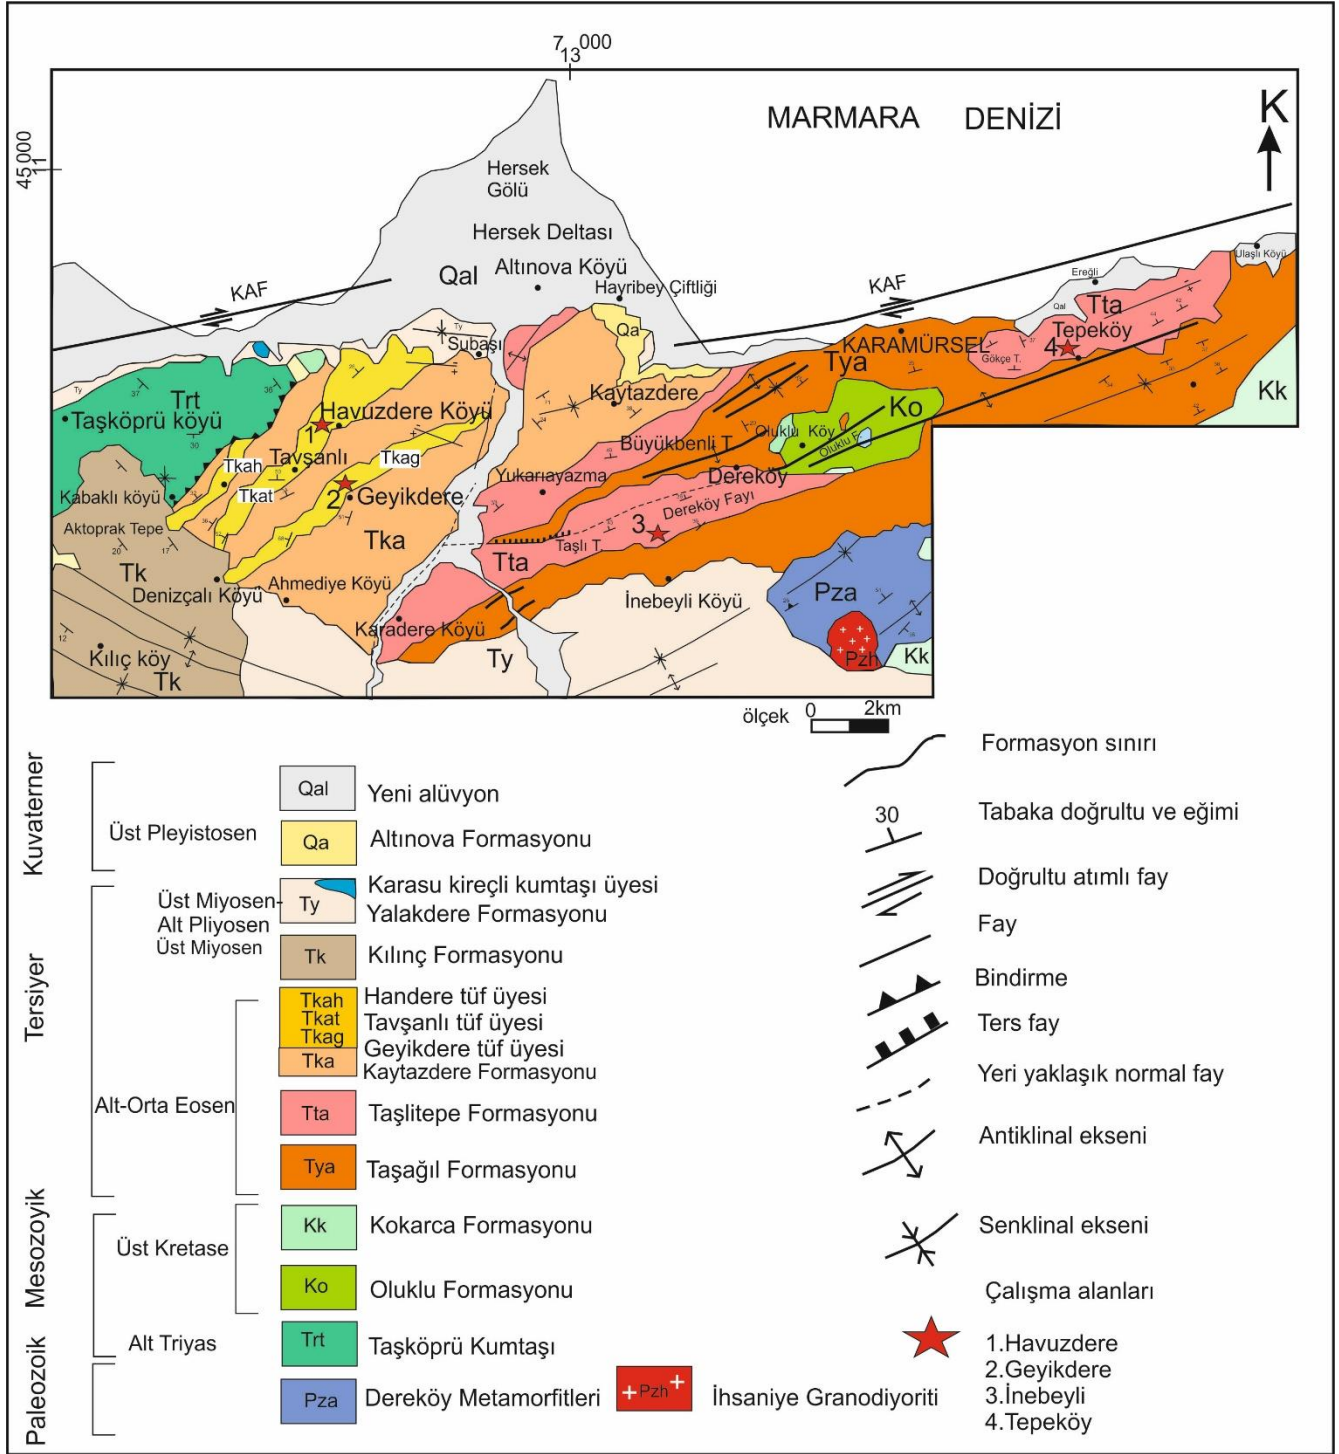 7 000
13
45000
11
MARMARA DENİZİ
K
Hersek
Gölü
Hersek Deltası
Qal
Altınova Köyü
Hayribey Çiftliği
KAF
KAF
Ulaşlı Köyü
Ereğli
Qal
Tta
Tepeköy
4
Gökçe T.
KARAMÜRSEL
Tya
Qa
Ty
Subaşı
Ty
Trt
Taşköprü köyü
Havuzdere Köyü
1
Kaytazdere
Kk
Ko
Oluklu Köy
Oluklu F.
Büyükbenli T.
Tkah
Tavşanlı
Tkag
Tkat
Dereköy
Yukarıayazma
Kabaklı köyü
2
Geyikdere
Dereköy Fayı
3
Aktoprak Tepe
Tka
Taşlı T.
Tta
Tk
Denizçalı Köyü
Ahmediye Köyü
İnebeyli Köyü
Pza
Karadere Köyü
Kılıç köy
Tk
Ty
Pzh
Kk
ölçek 0 2km
Kuvaterner
Üst Pleyistosen
Qal Yeni alüvyon
Qa Altınova Formasyonu
Tersiyer
Üst Miyosen-
Alt Pliyosen
Üst Miyosen
Karasu kireçli kumtaşı üyesi
Ty Yalakdere Formasyonu
Tk Kılınç Formasyonu
Alt-Orta Eosen
Tkah Handere tüf üyesi
Tkat Tavşanlı tüf üyesi
Tkag Geyikdere tüf üyesi
Tka Kaytazdere Formasyonu
Tta Taşlitepe Formasyonu
Tya Taşağıl Formasyonu
Mesozoyik
Üst Kretase
Kk Kokarca Formasyonu
Ko Oluklu Formasyonu
Alt Triyas
Trt Taşköprü Kumtaşı
Paleozoik
Pza Dereköy Metamorfitleri
Pzh İhsaniye Granodiyoriti
Formasyon sınırı
30 Tabaka doğrultu ve eğimi
Doğrultu atımlı fay
Fay
Bindirme
Ters fay
Yeri yaklaşık normal fay
Antiklinal ekseni
Senklinal ekseni
Çalışma alanları
1.Havuzdere
2.Geyikdere
3.İnebeyli
4.Tepeköy